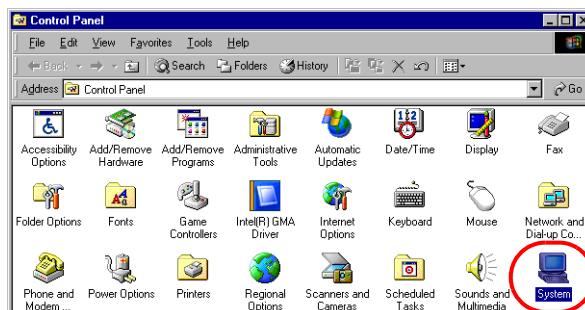 Control Panel
File Edit View Favorites Tools Help
Back Search Folders History
Address Control Panel Go
Accessibility Options
Add/Remove Hardware
Add/Remove Programs
Administrative Tools
Automatic Updates
Date/Time
Display
Fax
Folder Options
Fonts
Game Controllers
Intel(R) GMA Driver
Internet Options
Keyboard
Mouse
Network and Dial-up Co...
Phone and Modem ...
Power Options
Printers
Regional Options
Scanners and Cameras
Scheduled Tasks
Sounds and Multimedia
System